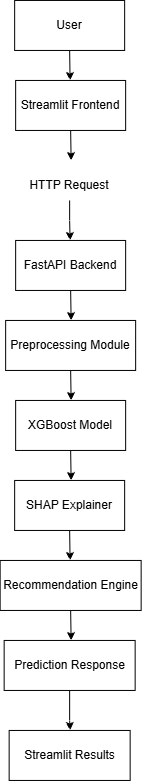 User
Streamlit Frontend
HTTP Request
FastAPI Backend
Preprocessing Module
XGBoost Model
SHAP Explainer
Recommendation Engine
Prediction Response
Streamlit Results